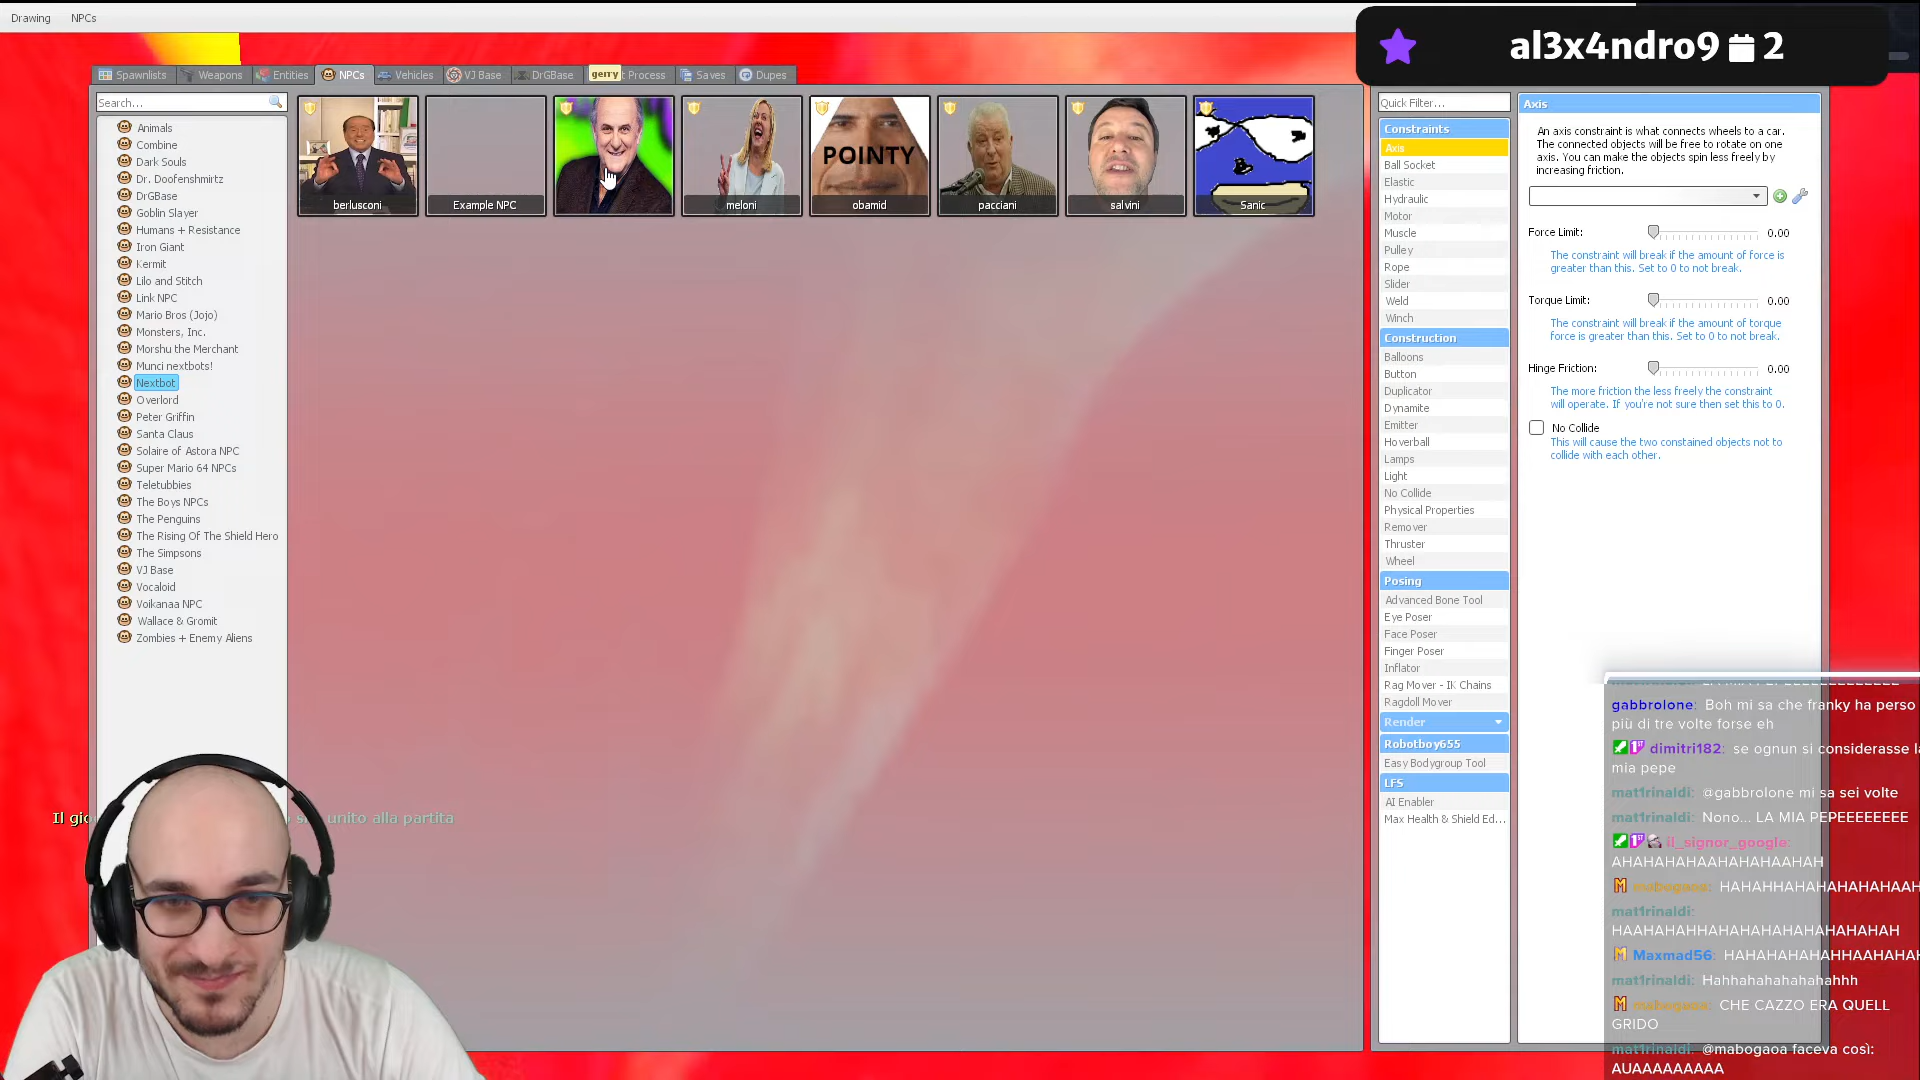 Drawing NPCs
al3x4ndro9 2
Spawnlists Weapons Entities NPCs Vehicles VJ Base DrGBase gerry t Process Saves Dupes
Search...
Animals
Combine
Dark Souls
Dr. Doofenshmirtz
DrGBase
Goblin Slayer
Humans + Resistance
Iron Giant
Kermit
Lilo and Stitch
Link NPC
Mario Bros (Jojo)
Monsters, Inc.
Morshu the Merchant
Munci nextbots!
Nextbot
Overlord
Peter Griffin
Santa Claus
Solaire of Astora NPC
Super Mario 64 NPCs
Teletubbies
The Boys NPCs
The Penguins
The Rising Of The Shield Hero
The Simpsons
VJ Base
Vocaloid
Voikanaa NPC
Wallace & Gromit
Zombies + Enemy Aliens
POINTY
berlusconi Example NPC meloni obamid pacciani salvini Sanic
Il gio unito alla partita
Quick Filter...
Constraints
Axis
Ball Socket
Elastic
Hydraulic
Motor
Muscle
Pulley
Rope
Slider
Weld
Winch
Construction
Balloons
Button
Duplicator
Dynamite
Emitter
Hoverball
Lamps
Light
No Collide
Physical Properties
Remover
Thruster
Wheel
Posing
Advanced Bone Tool
Eye Poser
Face Poser
Finger Poser
Inflator
Rag Mover - IK Chains
Ragdoll Mover
Render
Robotboy655
Easy Bodygroup Tool
LFS
AI Enabler
Max Health & Shield Ed...
Axis
An axis constraint is what connects wheels to a car.
The connected objects will be free to rotate on one
axis. You can make the objects spin less freely by
increasing friction.
Force Limit: 0.00
The constraint will break if the amount of force is
greater than this. Set to 0 to not break.
Torque Limit: 0.00
The constraint will break if the amount of torque
force is greater than this. Set to 0 to not break.
Hinge Friction: 0.00
The more friction the less freely the constraint
will operate. If you're not sure then set this to 0.
No Collide
This will cause the two constained objects not to
collide with each other.
gabbrolone: Boh mi sa che franky ha perso
più di tre volte forse eh
dimitri182: se ognun si considerasse l
mia pepe
mat1rinaldi: @gabbrolone mi sa sei volte
mat1rinaldi: Nono... LA MIA PEPEEEEEEEE
il_signor_google:
AHAHAHAHAAHAHAHAAHAH
mabogaoa: HAHAHHAHAHAHAHAHAAH
mat1rinaldi:
HAAHAHAHHAHAHAHAHAHAHAHAH
Maxmad56: HAHAHAHAHAHHAAHAHAH
mat1rinaldi: Hahhahahahahahahhh
mabogaoa: CHE CAZZO ERA QUELL
GRIDO
mat1rinaldi: @mabogaoa faceva così:
AUAAAAAAAAA